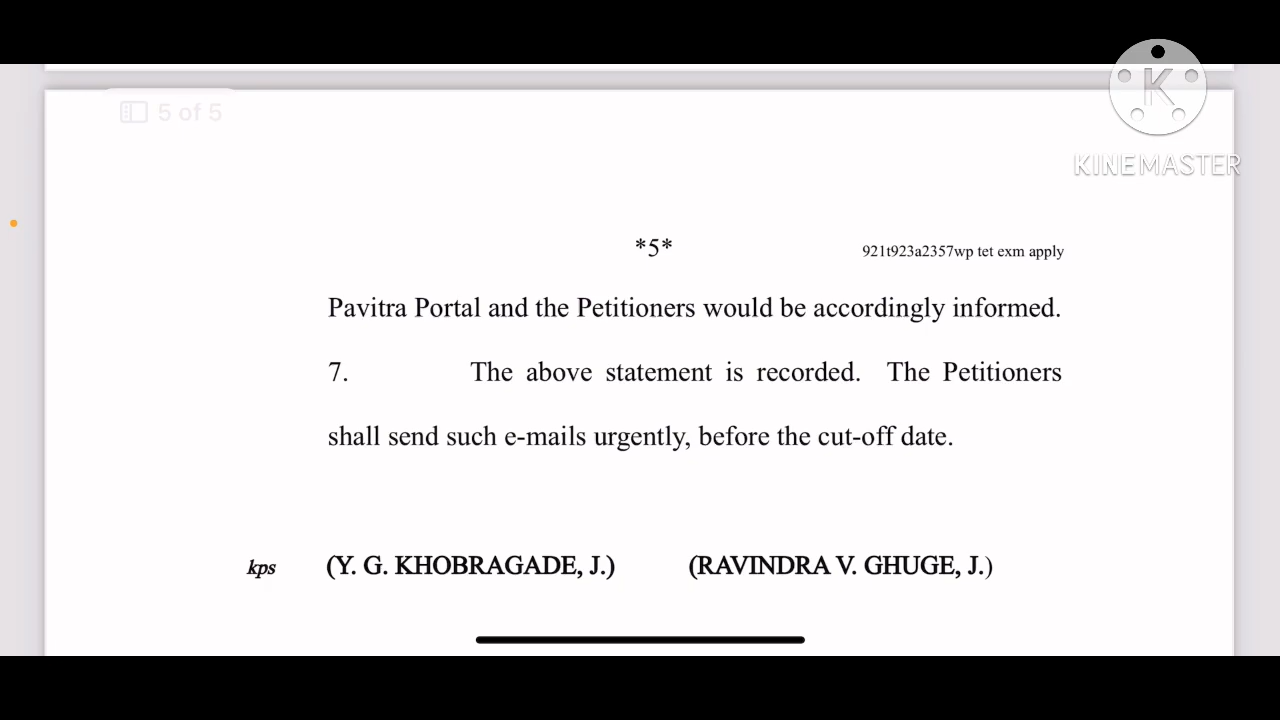 5 of 5
K
KINEMASTER
*5* 921t923a2357wp tet exm apply
Pavitra Portal and the Petitioners would be accordingly informed.
7. The above statement is recorded. The Petitioners
shall send such e-mails urgently, before the cut-off date.
kps (Y. G. KHOBRAGADE, J.) (RAVINDRA V. GHUGE, J.)